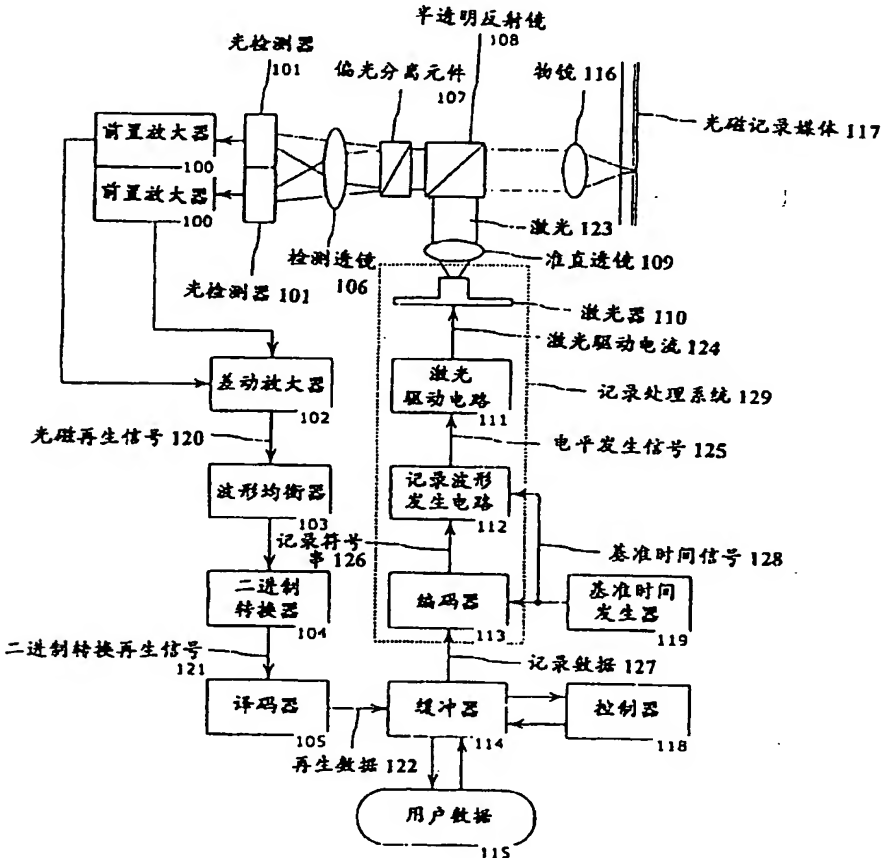 半透明反射镜
108
光检测器
101
偏光分离元件
107
物镜 116
光磁记录媒体 117
前置放大器
100
前置放大器
100
激光 123
准直透镜 109
检测透镜
106
光检测器
101
激光器 110
激光驱动电流 124
差动放大器
102
激光
驱动电路
111
记录处理系统 129
光磁再生信号 120
电平发生信号 125
波形均衡器
103
记录波形
发生电路
112
记录符号
串 126
基准时间信号 128
二进制
转换器
104
编码器
113
基准时间
发生器
119
二进制转换再生信号
121
记录数据 127
译码器
105
缓冲器
114
控制器
118
再生数据 122
用户数据
115